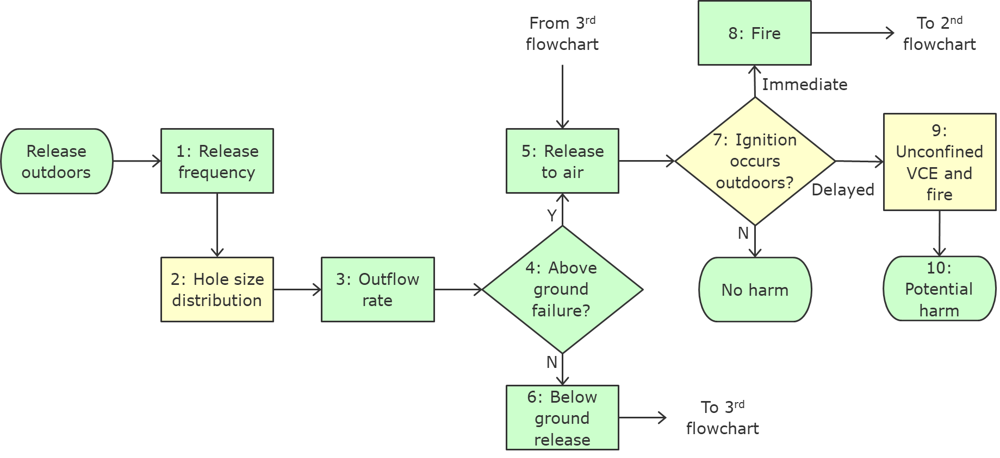 From 3rd
flowchart
8: Fire
To 2nd
flowchart
Immediate
Release
outdoors
1: Release
frequency
5: Release
to air
7: Ignition
occurs
outdoors?
Delayed
9:
Unconfined
VCE and
fire
Y
N
2: Hole size
distribution
3: Outflow
rate
4: Above
ground
failure?
No harm
10:
Potential
harm
N
6: Below
ground
release
To 3rd
flowchart